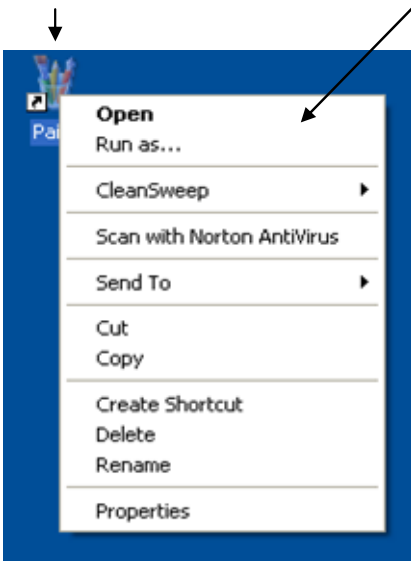 Pai
Open
Run as...
CleanSweep
Scan with Norton AntiVirus
Send To
Cut
Copy
Create Shortcut
Delete
Rename
Properties